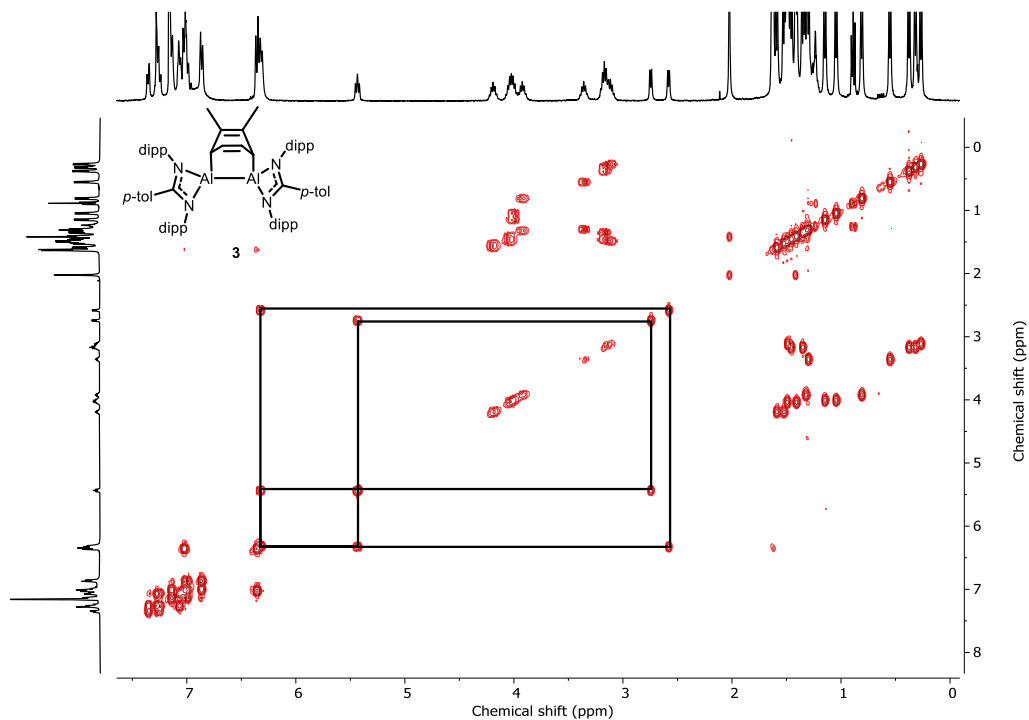 dipp
dipp
N
N
Al
Al
p-tol
p-tol
N
N
dipp
dipp
3
0
1
2
3
4
5
6
7
8
Chemical shift (ppm)
7
6
5
4
3
2
1
0
Chemical shift (ppm)